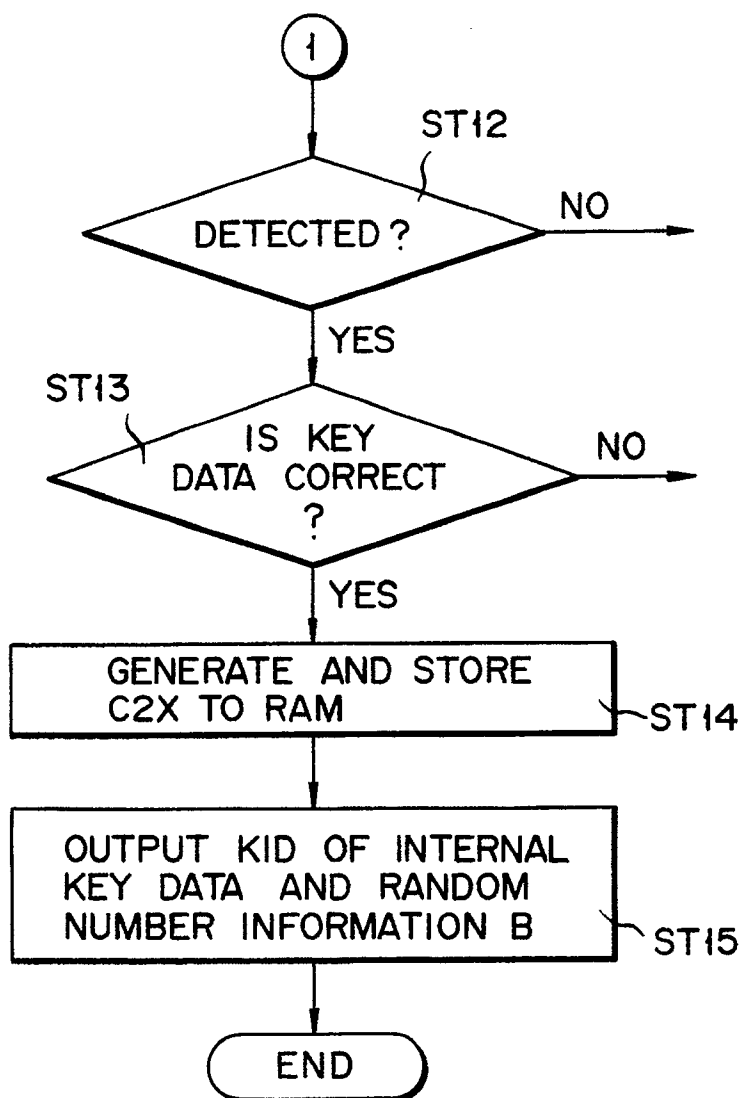 1
ST12
DETECTED?
NO
YES
ST13
IS KEY
DATA CORRECT
?
NO
YES
GENERATE AND STORE
C2X TO RAM
ST14
OUTPUT KID OF INTERNAL
KEY DATA AND RANDOM
NUMBER INFORMATION B
ST15
END